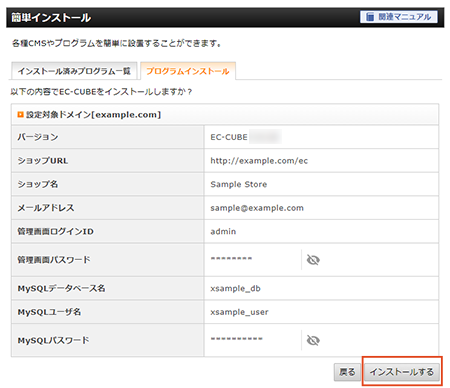 簡単インストール
関連マニュアル
各種CMSやプログラムを簡単に設置することができます。
インストール済みプログラム一覧 プログラムインストール
以下の内容でEC-CUBEをインストールしますか？
設定対象ドメイン[example.com]
バージョン EC-CUBE
ショップURL http://example.com/ec
ショップ名 Sample Store
メールアドレス sample@example.com
管理画面ログインID admin
管理画面パスワード ********
MySQLデータベース名 xsample_db
MySQLユーザ名 xsample_user
MySQLパスワード **********
戻る インストールする